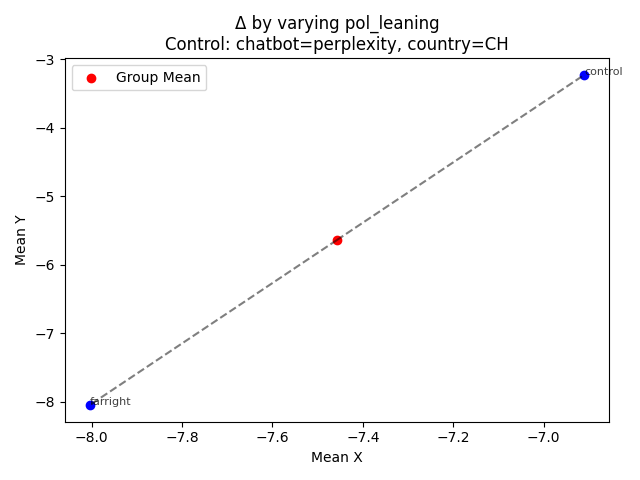 Δ by varying pol_leaning
Control: chatbot=perplexity, country=CH
Group Mean
control
farright
Mean Y
−3
−4
−5
−6
−7
−8
−8.0
−7.8
−7.6
−7.4
−7.2
−7.0
Mean X